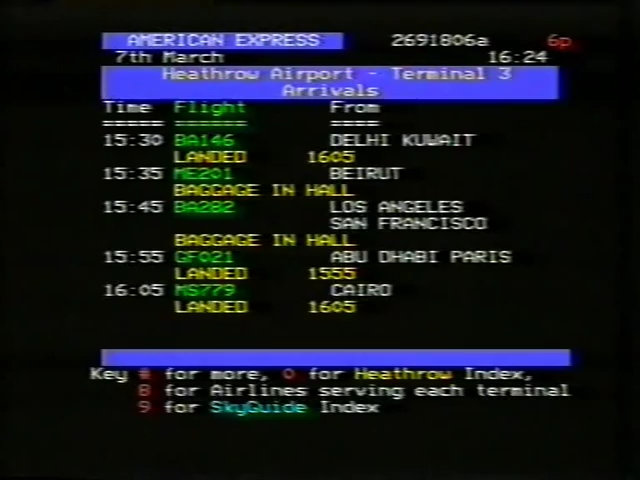 AMERICAN EXPRESS 2691806a 6p
7th March 16:24
Heathrow Airport - Terminal 3
Arrivals
Time Flight From
===== ====== ====
15:30 BA146 DELHI KUWAIT
LANDED 1605
15:35 ME201 BEIRUT
BAGGAGE IN HALL
15:45 BA282 LOS ANGELES
SAN FRANCISCO
BAGGAGE IN HALL
15:55 GF021 ABU DHABI PARIS
LANDED 1555
16:05 MS779 CAIRO
LANDED 1605
Key # for more, 0 for Heathrow Index,
8 for Airlines serving each terminal
9 for SkyGuide Index